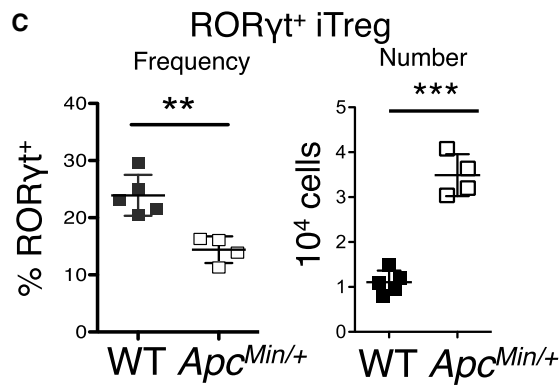 C
RORγt⁺ iTreg
Frequency
% RORγt⁺
40
30
20
10
0
**
WT
Apc^Min/+
Number
10⁴ cells
5
4
3
2
1
0
***
WT
Apc^Min/+